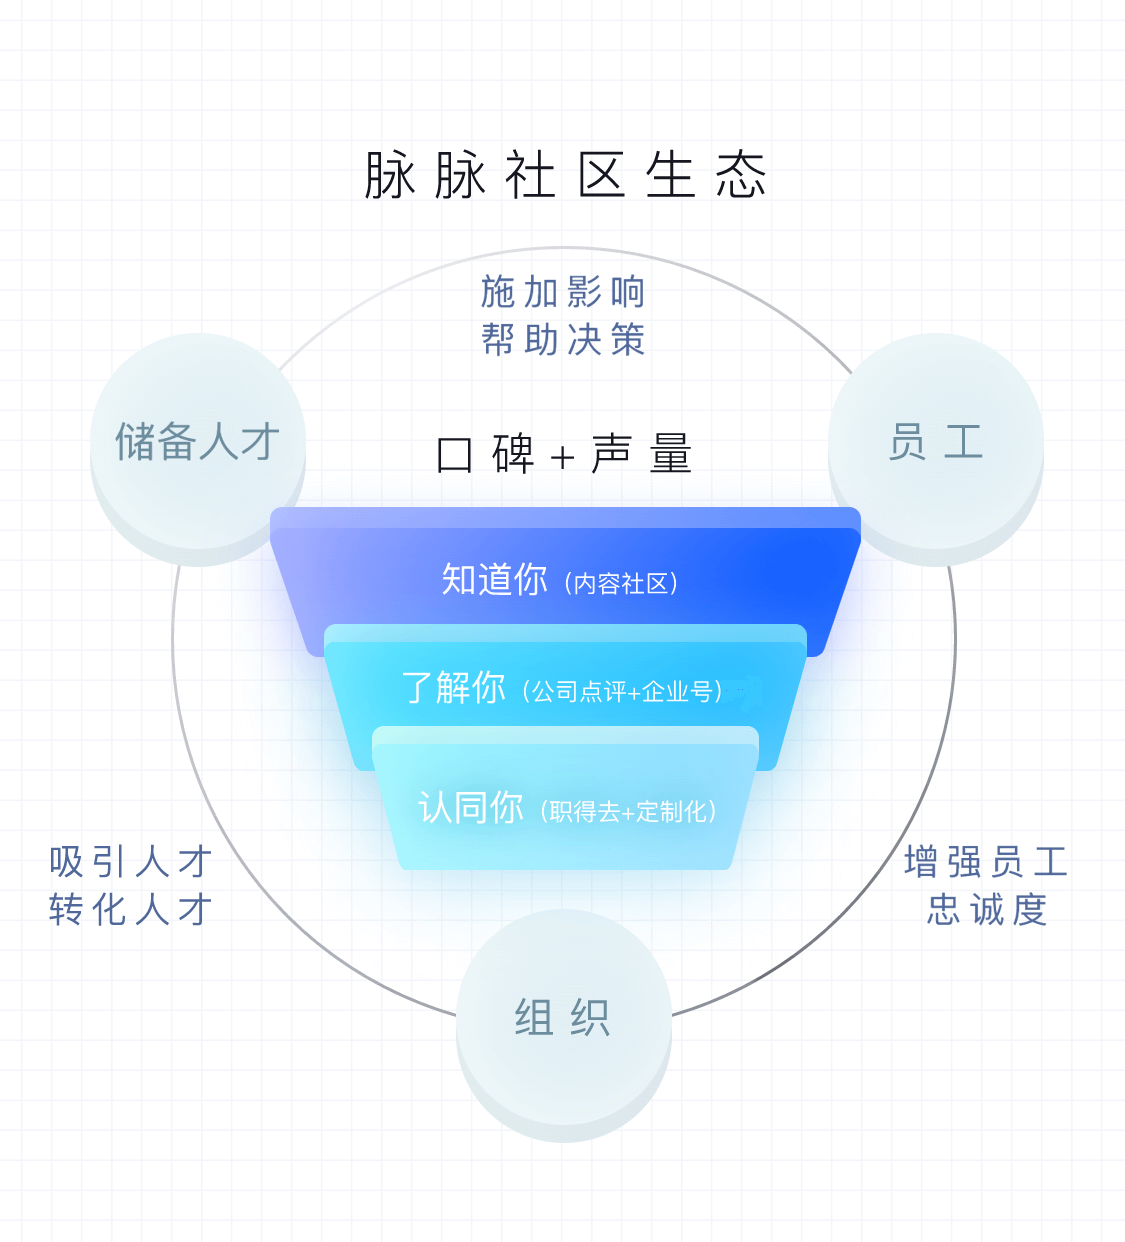 脉脉社区生态
施加影响
帮助决策
储备人才
员工
口碑+声量
知道你（内容社区）
了解你（公司点评+企业号）
认同你（职得去+定制化）
吸引人才
转化人才
增强员工
忠诚度
组织